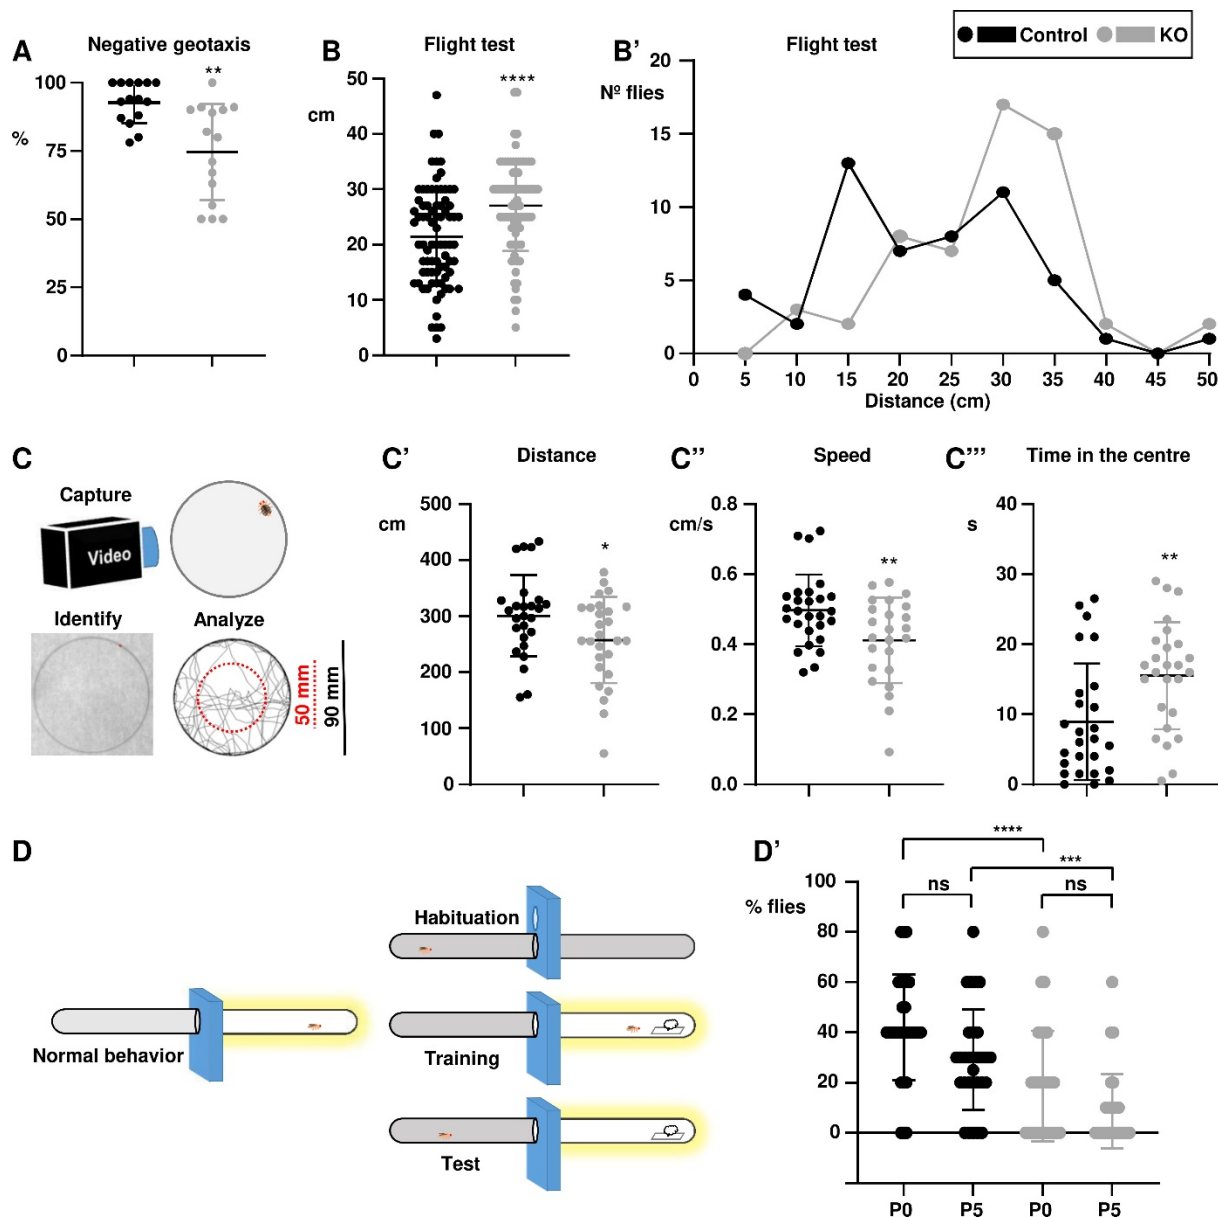 Control KO
A Negative geotaxis
**
100
75
50
25
0
%
B Flight test
****
50
40
30
20
10
0
cm
B' Flight test
20
15
10
5
0
Nº flies
0 5 10 15 20 25 30 35 40 45 50
Distance (cm)
C
Capture
Video
Identify
Analyze
50 mm
90 mm
C' Distance
500
400
300
200
100
0
cm
*
C'' Speed
0.8
0.6
0.4
0.2
0.0
cm/s
**
C''' Time in the centre
40
30
20
10
0
s
**
D
Normal behavior
Habituation
Training
Test
D'
****
***
ns ns
100
80
60
40
20
0
% flies
P0 P5 P0 P5